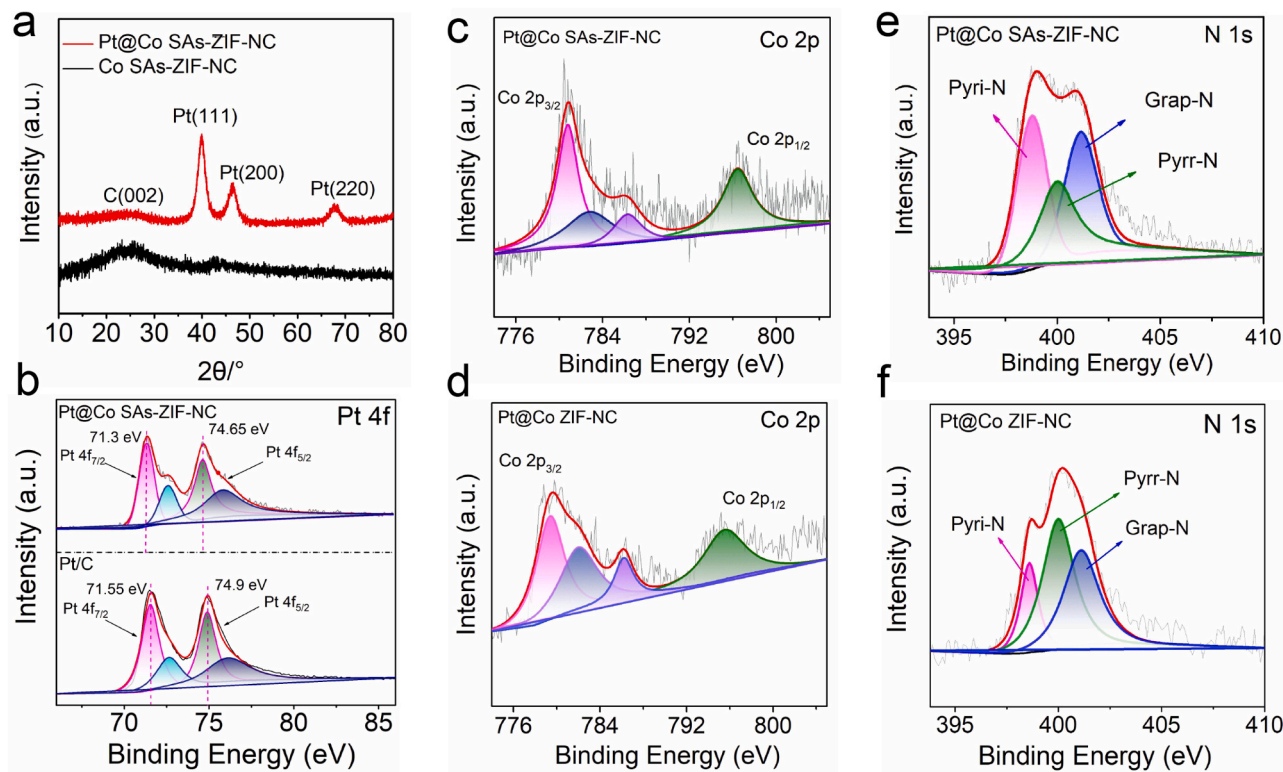 a
Pt@Co SAs-ZIF-NC
Co SAs-ZIF-NC
Pt(111)
Pt(200)
Pt(220)
C(002)
Intensity (a.u.)
10 20 30 40 50 60 70 80
2θ/°
b
Pt@Co SAs-ZIF-NC
Pt 4f
71.3 eV
74.65 eV
Pt 4f7/2
Pt 4f5/2
Pt/C
71.55 eV
74.9 eV
Pt 4f7/2
Pt 4f5/2
Intensity (a.u.)
70 75 80 85
Binding Energy (eV)
c
Pt@Co SAs-ZIF-NC
Co 2p
Co 2p3/2
Co 2p1/2
Intensity (a.u.)
776 784 792 800
Binding Energy (eV)
d
Pt@Co ZIF-NC
Co 2p
Co 2p3/2
Co 2p1/2
Intensity (a.u.)
776 784 792 800
Binding Energy (eV)
e
Pt@Co SAs-ZIF-NC
N 1s
Pyri-N
Grap-N
Pyrr-N
Intensity (a.u.)
395 400 405 410
Binding Energy (eV)
f
Pt@Co ZIF-NC
N 1s
Pyri-N
Pyrr-N
Grap-N
Intensity (a.u.)
395 400 405 410
Binding Energy (eV)